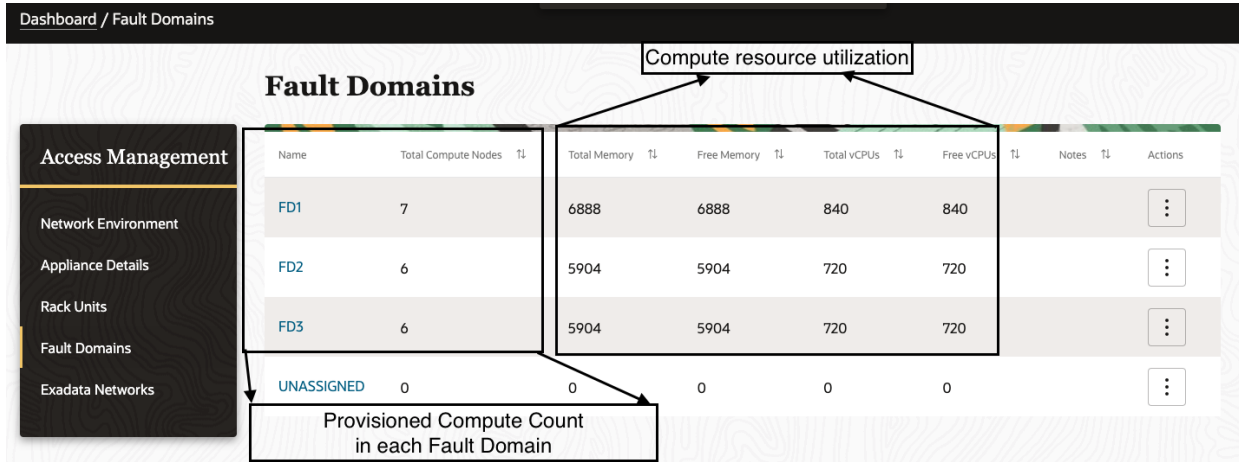 Dashboard / Fault Domains
Compute resource utilization
Fault Domains
Access Management
Network Environment
Appliance Details
Rack Units
Fault Domains
Exadata Networks
Name Total Compute Nodes Total Memory Free Memory Total vCPUs Free vCPUs Notes Actions
FD1 7 6888 6888 840 840
FD2 6 5904 5904 720 720
FD3 6 5904 5904 720 720
UNASSIGNED 0 0 0 0 0
Provisioned Compute Count
in each Fault Domain